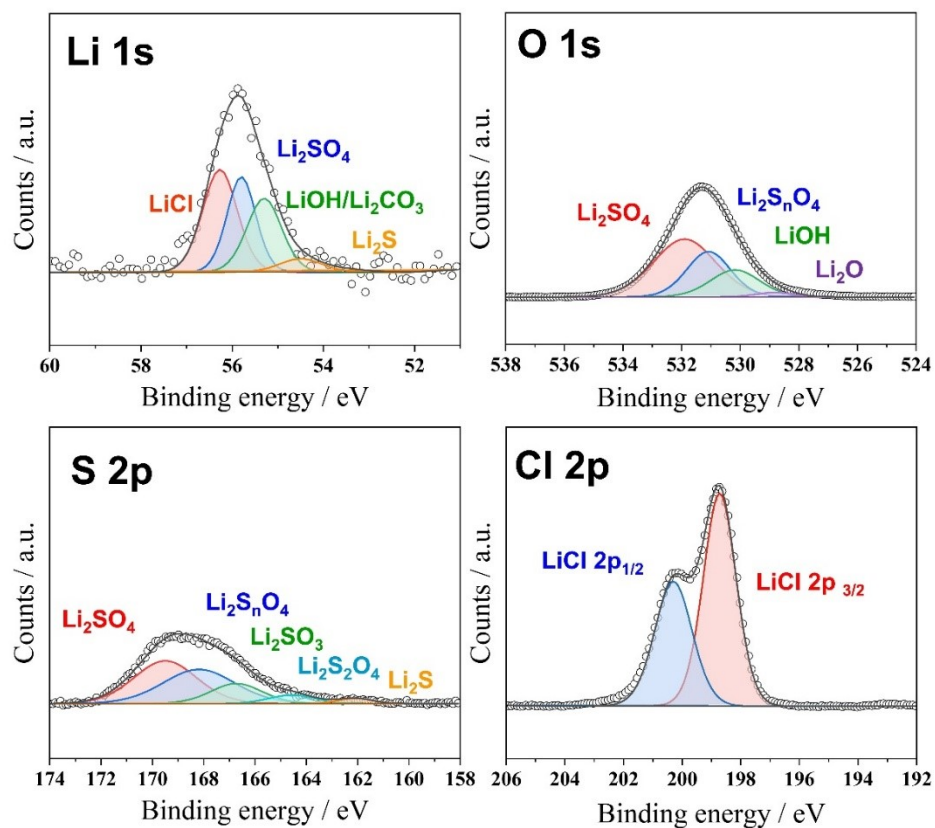 Li 1s
Counts / a.u.
LiCl
Li₂SO₄
LiOH/Li₂CO₃
Li₂S
60 58 56 54 52
Binding energy / eV
O 1s
Counts / a.u.
Li₂SO₄
Li₂SₙO₄
LiOH
Li₂O
538 536 534 532 530 528 526 524
Binding energy / eV
S 2p
Counts / a.u.
Li₂SO₄
Li₂SₙO₄
Li₂SO₃
Li₂S₂O₄
Li₂S
174 172 170 168 166 164 162 160 158
Binding energy / eV
Cl 2p
Counts / a.u.
LiCl 2p₁/₂
LiCl 2p ₃/₂
206 204 202 200 198 196 194 192
Binding energy / eV